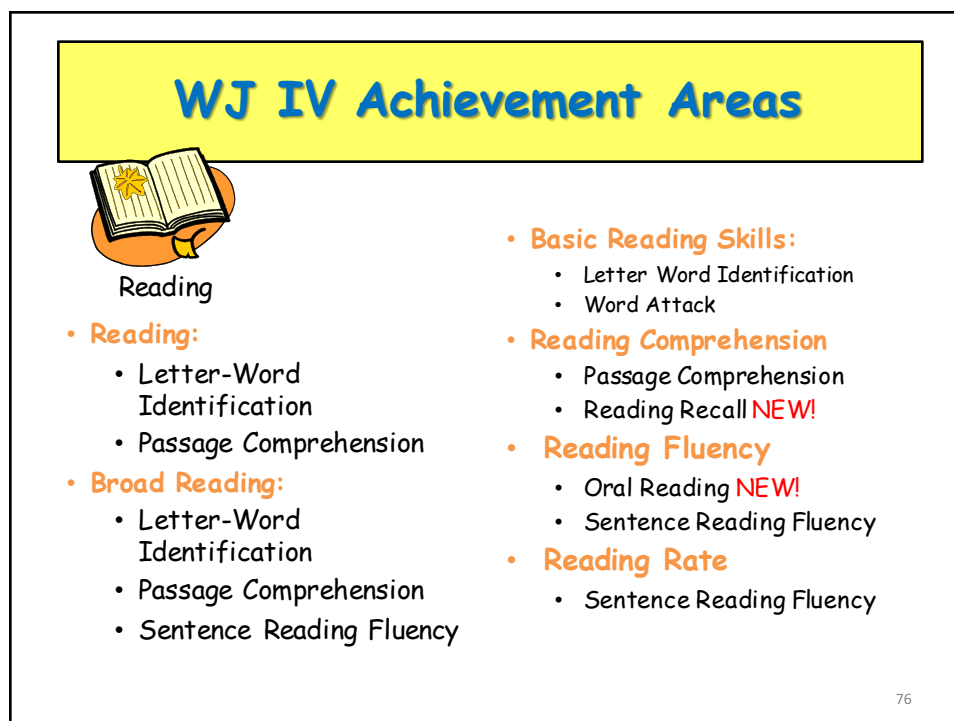 WJ IV Achievement Areas
Reading
• Reading:
• Letter-Word
Identification
• Passage Comprehension
• Broad Reading:
• Letter-Word
Identification
• Passage Comprehension
• Sentence Reading Fluency
• Basic Reading Skills:
• Letter Word Identification
• Word Attack
• Reading Comprehension
• Passage Comprehension
• Reading Recall NEW!
• Reading Fluency
• Oral Reading NEW!
• Sentence Reading Fluency
• Reading Rate
• Sentence Reading Fluency
76